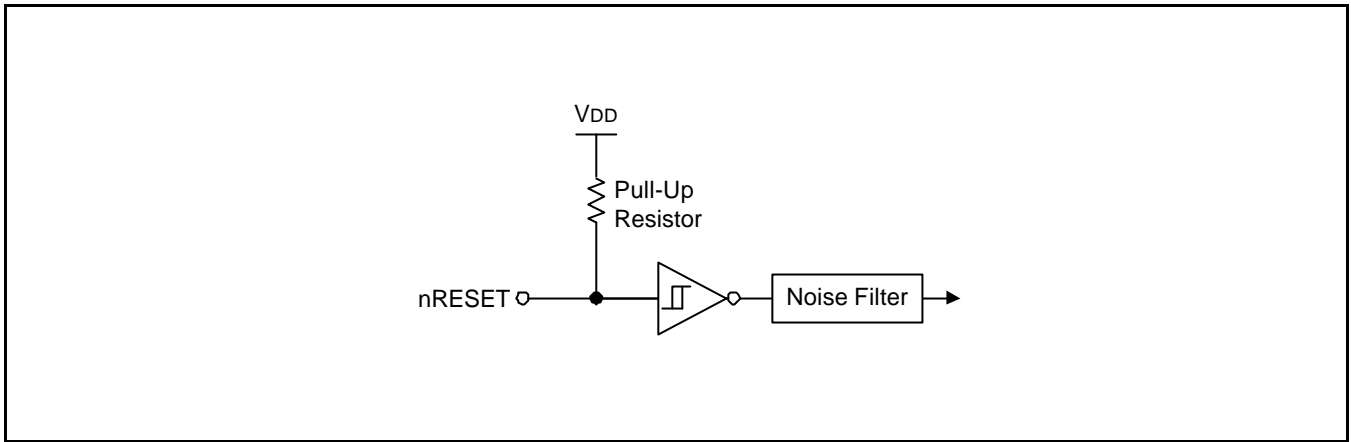 VDD
Pull-Up
Resistor
nRESET
Noise Filter